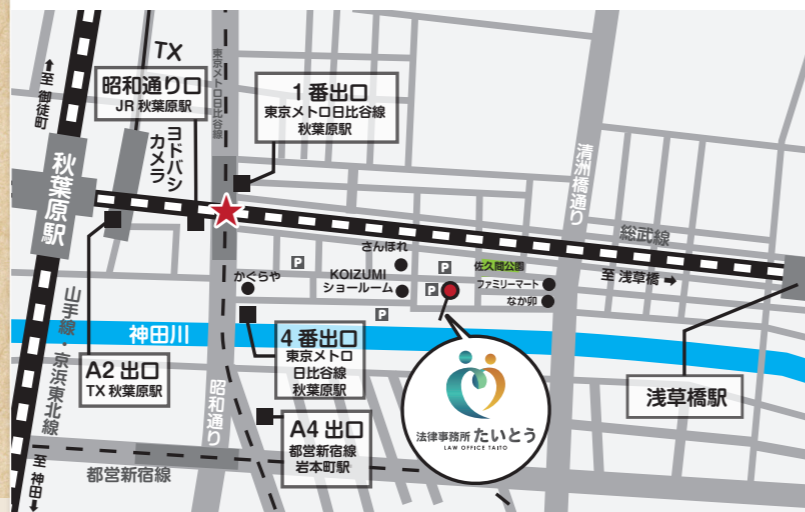 TX
昭和通り口
JR 秋葉原駅
東京メトロ日比谷線
1 番出口
東京メトロ日比谷線
秋葉原駅
↑至 御徒町
ヨドバシ
カメラ
秋葉原駅
清洲橋通り
総武線
至 浅草橋 →
さんぽれ
P
P
佐久間公園
かぐらや
KOIZUMI
ショールーム
P
ファミリーマート
なか卯
P
神田川
山手線・京浜東北線
A2 出口
TX 秋葉原駅
4 番出口
東京メトロ
日比谷線
秋葉原駅
昭和通り
法律事務所 たいとう
LAW OFFICE TAITO
浅草橋駅
A4 出口
都営新宿線
岩本町駅
都営新宿線
至 神田↓